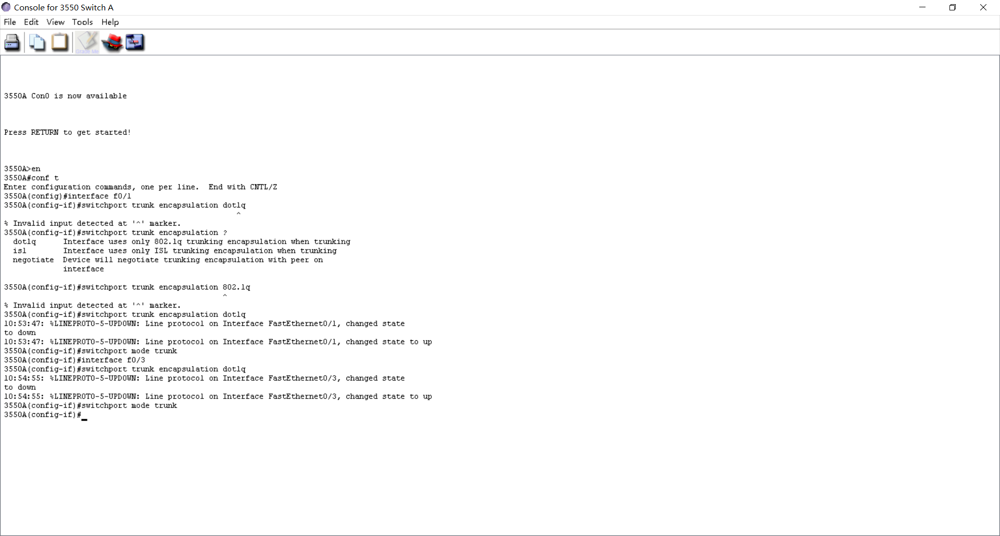 Console for 3550 Switch A
File Edit View Tools Help
Grade Me
3550A Con0 is now available
Press RETURN to get started!
3550A>en
3550A#conf t
Enter configuration commands, one per line.  End with CNTL/Z
3550A(config)#interface f0/1
3550A(config-if)#switchport trunk encapsulation dotlq
^
% Invalid input detected at '^' marker.
3550A(config-if)#switchport trunk encapsulation ?
dot1q      Interface uses only 802.1q trunking encapsulation when trunking
isl        Interface uses only ISL trunking encapsulation when trunking
negotiate  Device will negotiate trunking encapsulation with peer on
interface
3550A(config-if)#switchport trunk encapsulation 802.1q
^
% Invalid input detected at '^' marker.
3550A(config-if)#switchport trunk encapsulation dot1q
10:53:47: %LINEPROTO-5-UPDOWN: Line protocol on Interface FastEthernet0/1, changed state
to down
10:53:47: %LINEPROTO-5-UPDOWN: Line protocol on Interface FastEthernet0/1, changed state to up
3550A(config-if)#switchport mode trunk
3550A(config-if)#interface f0/3
3550A(config-if)#switchport trunk encapsulation dot1q
10:54:55: %LINEPROTO-5-UPDOWN: Line protocol on Interface FastEthernet0/3, changed state
to down
10:54:55: %LINEPROTO-5-UPDOWN: Line protocol on Interface FastEthernet0/3, changed state to up
3550A(config-if)#switchport mode trunk
3550A(config-if)#